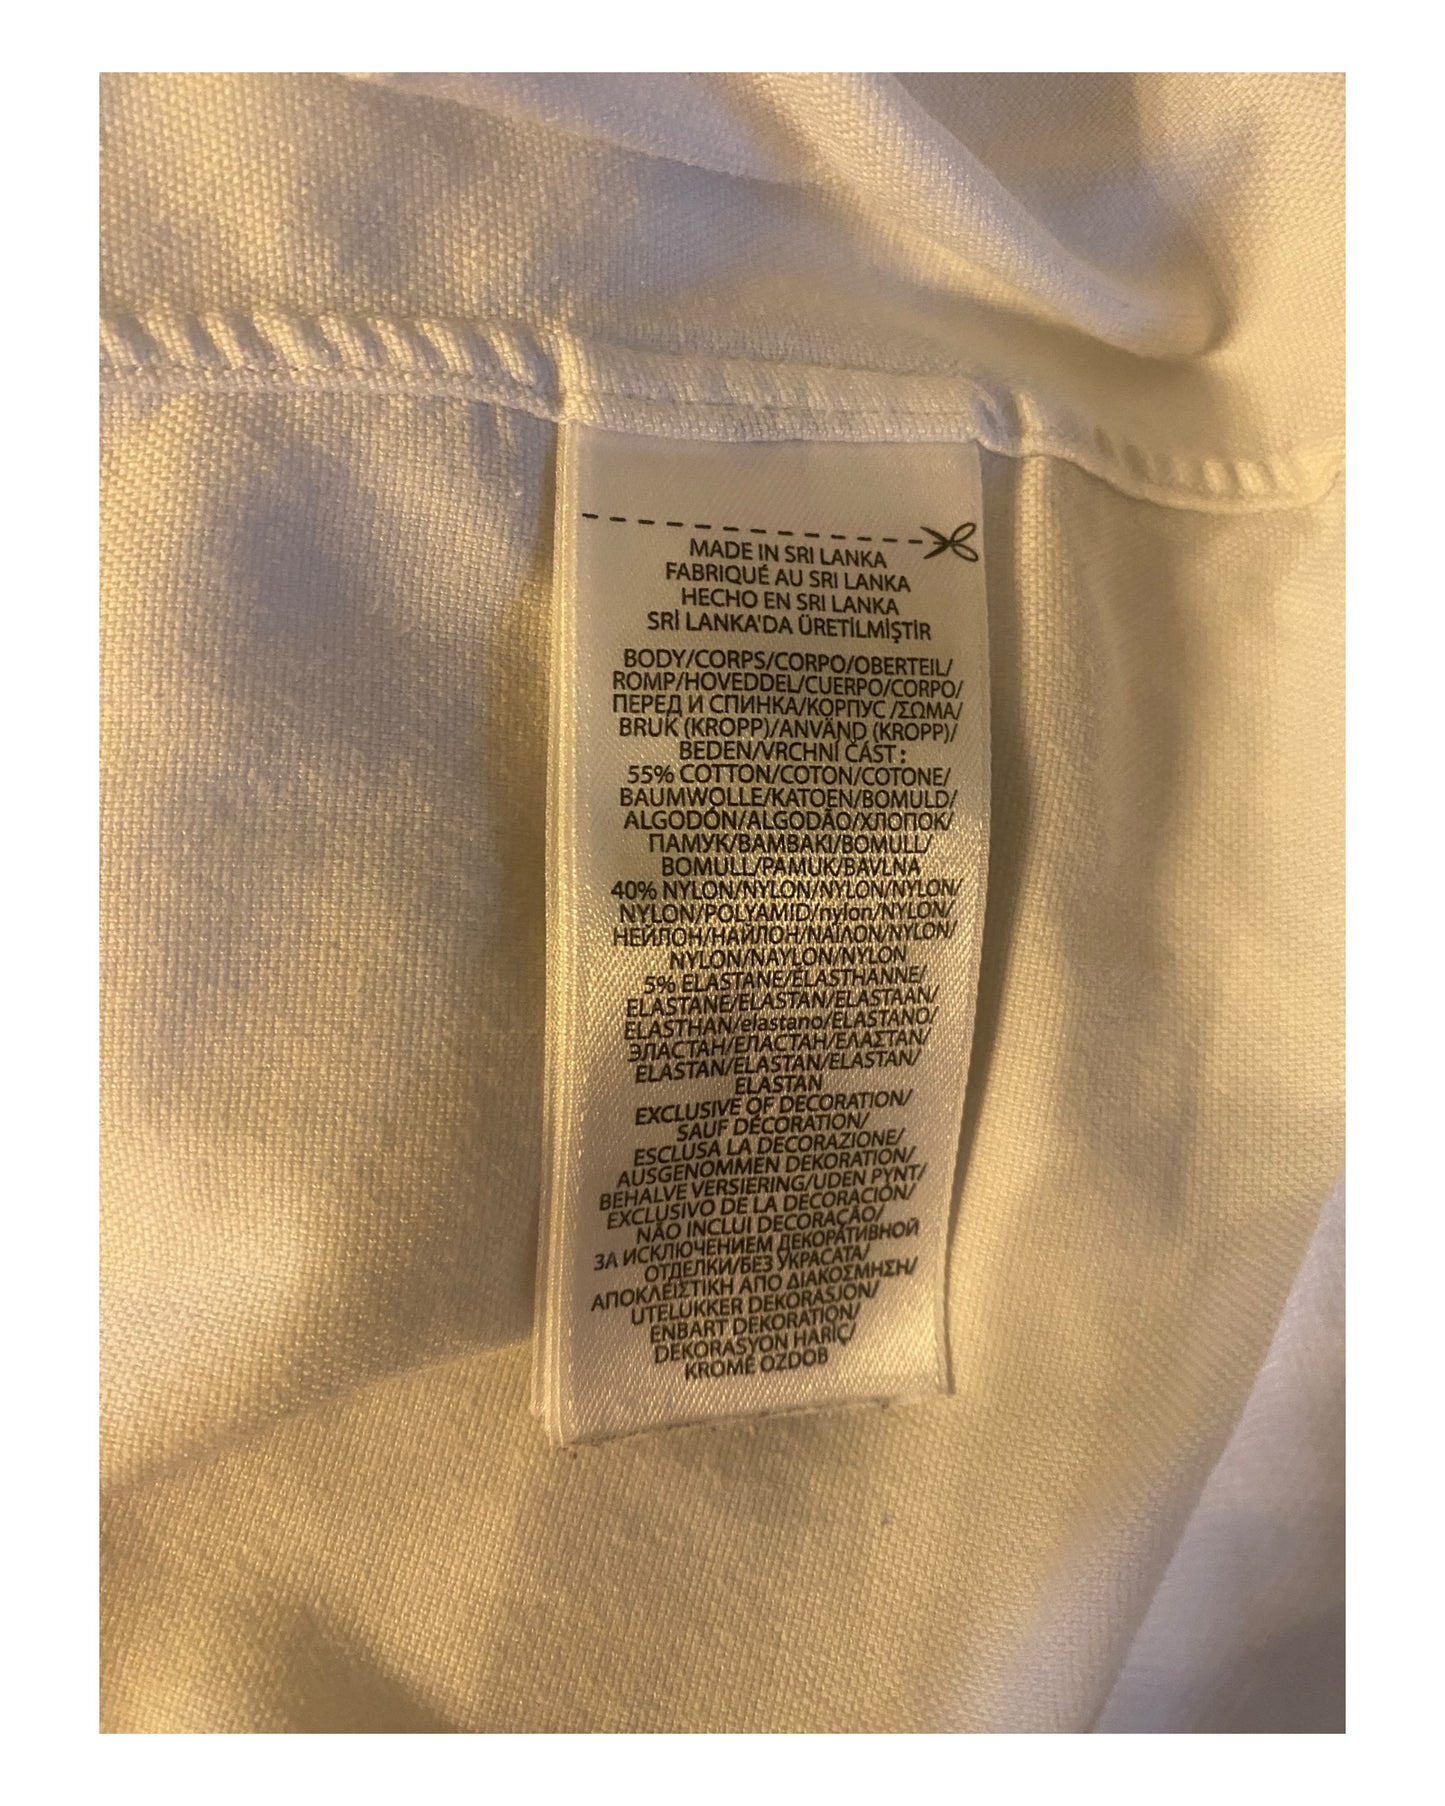 MADE IN SRI LANKA
FABRIQUÉ AU SRI LANKA
HECHO EN SRI LANKA
SRİ LANKA'DA ÜRETİLMİŞTİR
BODY/CORPS/CORPO/OBERTEIL/
ROMP/HOVEDDEL/CUERPO/CORPO/
ПЕРЕД И СПИНКА/КОРПУС /ΣΩΜΑ/
BRUK (KROPP)/ANVÄND (KROPP)/
BEDEN/VRCHNÍ ČÁST :
55% COTTON/COTON/COTONE/
BAUMWOLLE/KATOEN/BOMULD/
ALGODÓN/ALGODÃO/ХЛОПОК/
ПАМУК/ΒΑΜΒΑΚΙ/BOMULL/
BOMULL/PAMUK/BAVLNA
40% NYLON/NYLON/NYLON/NYLON/
NYLON/POLYAMID/nylon/NYLON/
НЕЙЛОН/НАЙЛОН/ΝΑΪΛΟΝ/NYLON/
NYLON/NAYLON/NYLON
5% ELASTANE/ÉLASTHANNE/
ELASTANE/ELASTAN/ELASTAAN/
ELASTHAN/elastano/ELASTANO/
ЭЛАСТАН/ЕЛАСТАН/ΕΛΑΣΤΑΝ/
ELASTAN/ELASTAN/ELASTAN/
ELASTAN
EXCLUSIVE OF DECORATION/
SAUF DÉCORATION/
ESCLUSA LA DECORAZIONE/
AUSGENOMMEN DEKORATION/
BEHALVE VERSIERING/UDEN PYNT/
EXCLUSIVO DE LA DECORACIÓN/
NÃO INCLUI DECORAÇÃO/
ЗА ИСКЛЮЧЕНИЕМ ДЕКОРАТИВНОЙ
ОТДЕЛКИ/БЕЗ УКРАСАТА/
ΑΠΟΚΛΕΙΣΤΙΚΗ ΑΠΟ ΔΙΑΚΟΣΜΗΣΗ/
UTELUKKER DEKORASJON/
ENBART DEKORATION/
DEKORASYON HARİÇ/
KROMĚ OZDOB